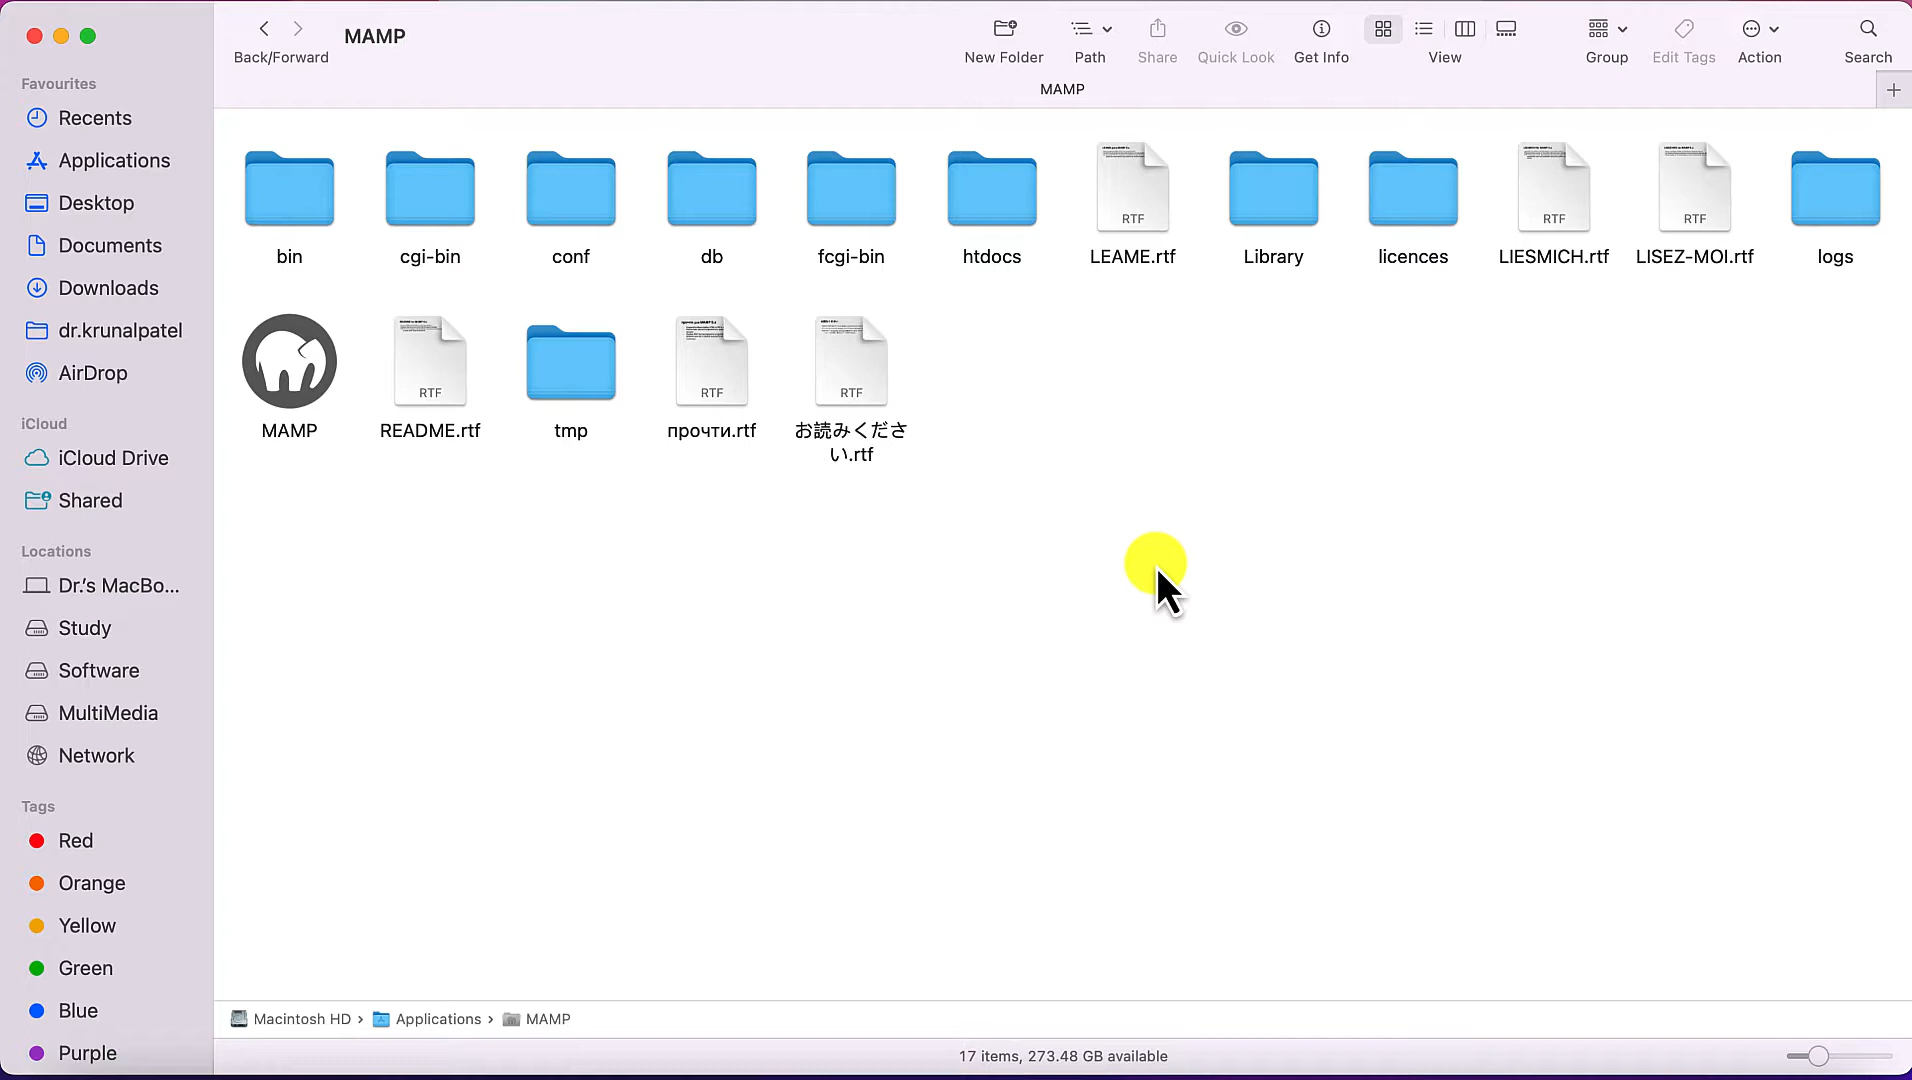 MAMP
Back/Forward
New Folder
Path
Share
Quick Look
Get Info
View
Group
Edit Tags
Action
Search
MAMP
Favourites
Recents
Applications
Desktop
Documents
Downloads
dr.krunalpatel
AirDrop
iCloud
iCloud Drive
Shared
Locations
Dr.'s MacBo...
Study
Software
MultiMedia
Network
Tags
Red
Orange
Yellow
Green
Blue
Purple
bin
cgi-bin
conf
db
fcgi-bin
htdocs
RTF
LEAME.rtf
Library
licences
RTF
LIESMICH.rtf
RTF
LISEZ-MOI.rtf
logs
MAMP
RTF
README.rtf
tmp
RTF
прочти.rtf
RTF
お読みくださ
い.rtf
Macintosh HD › Applications › MAMP
17 items, 273.48 GB available